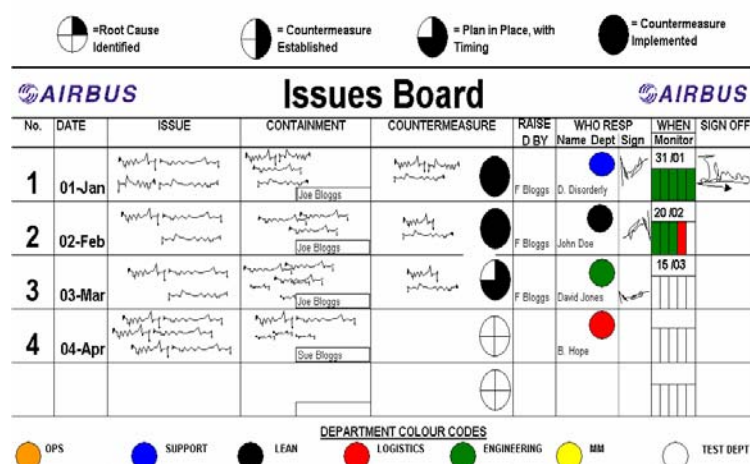 =Root Cause
Identified
= Countermeasure
Established
= Plan in Place, with
Timing
= Countermeasure
Implemented
AIRBUS
Issues Board
AIRBUS
No. DATE ISSUE CONTAINMENT COUNTERMEASURE RAISE D BY WHO RESP Name Dept Sign WHEN Monitor SIGN OFF
1 01-Jan Joe Bloggs F Bloggs D. Disorderly 31 /01
2 02-Feb Joe Bloggs F Bloggs John Doe 20 /02
3 03-Mar Joe Bloggs F Bloggs David Jones 15 /03
4 04-Apr Sue Bloggs B. Hope
DEPARTMENT COLOUR CODES
OPS SUPPORT LEAN LOGISTICS ENGINEERING MM TEST DEPT